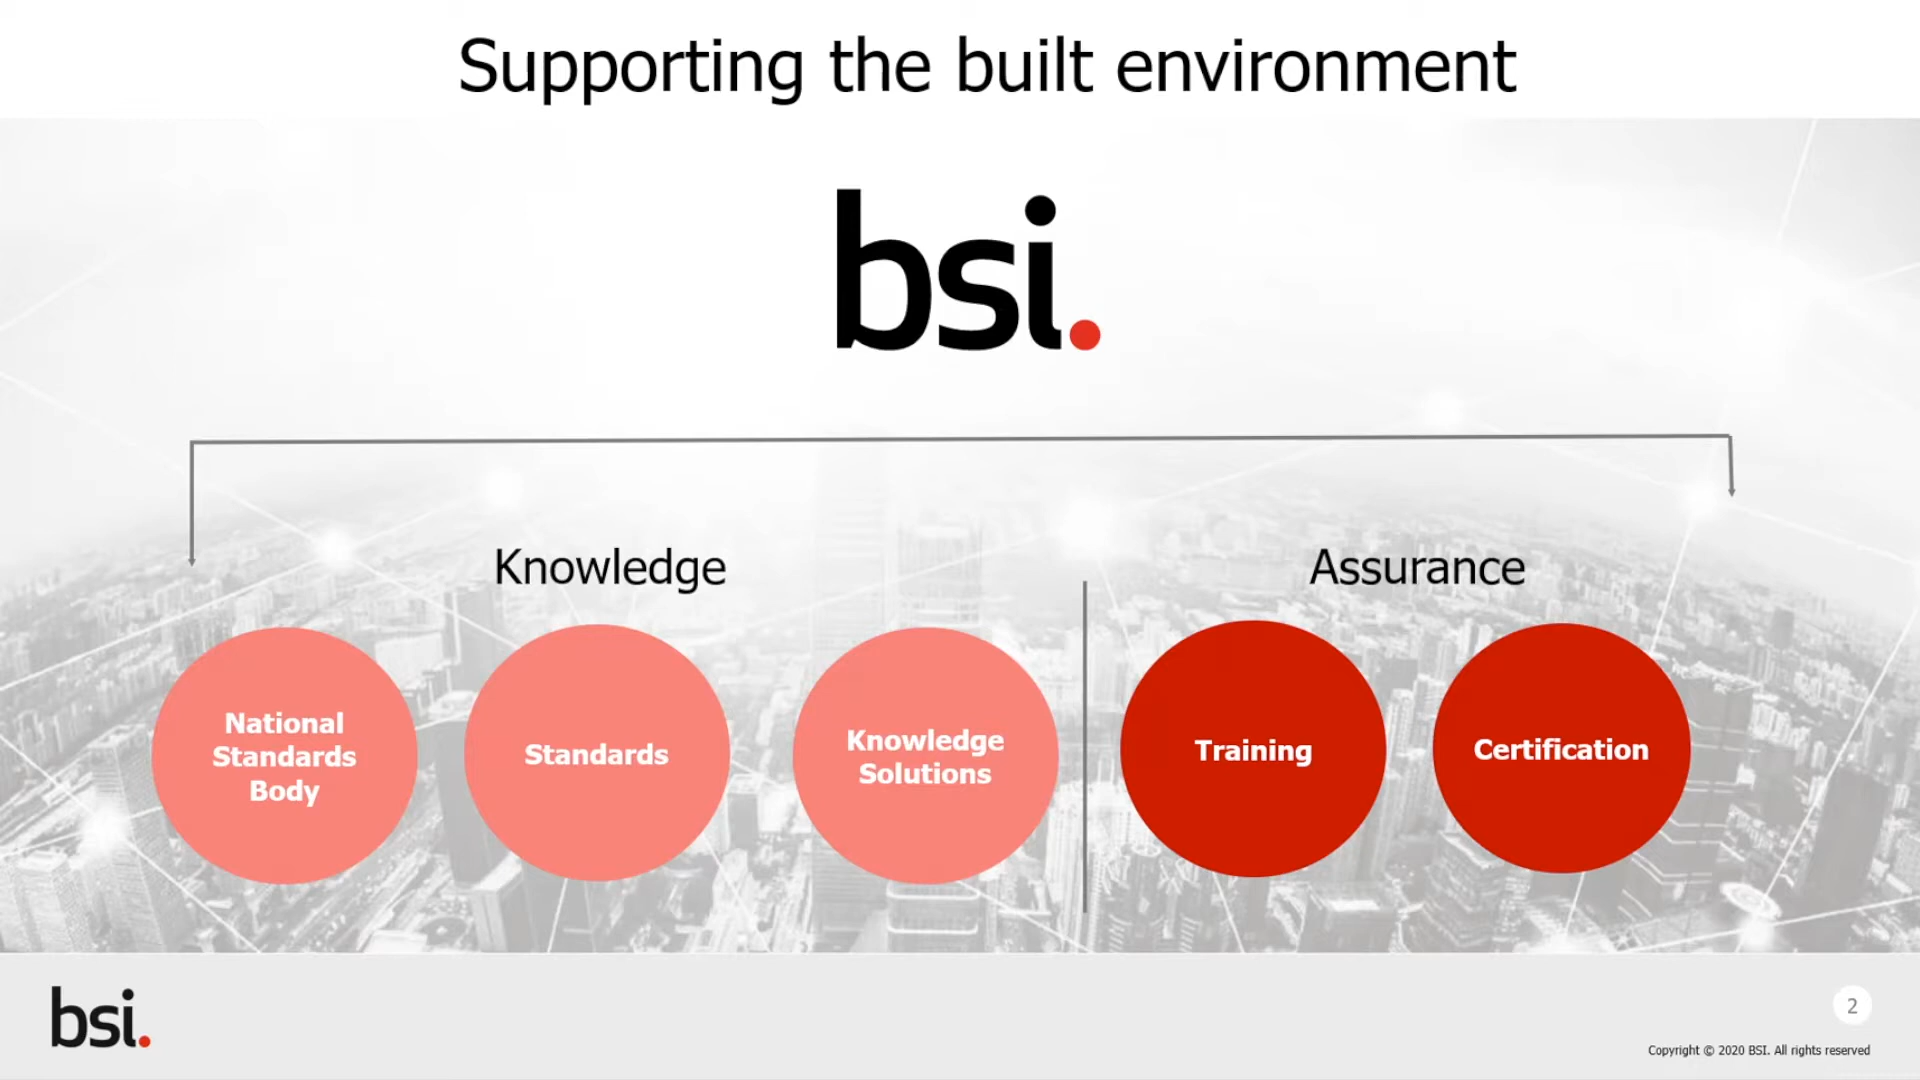 Supporting the built environment
bsi.
Knowledge
Assurance
National
Standards
Body
Standards
Knowledge
Solutions
Training
Certification
bsi.
2
Copyright © 2020 BSI. All rights reserved